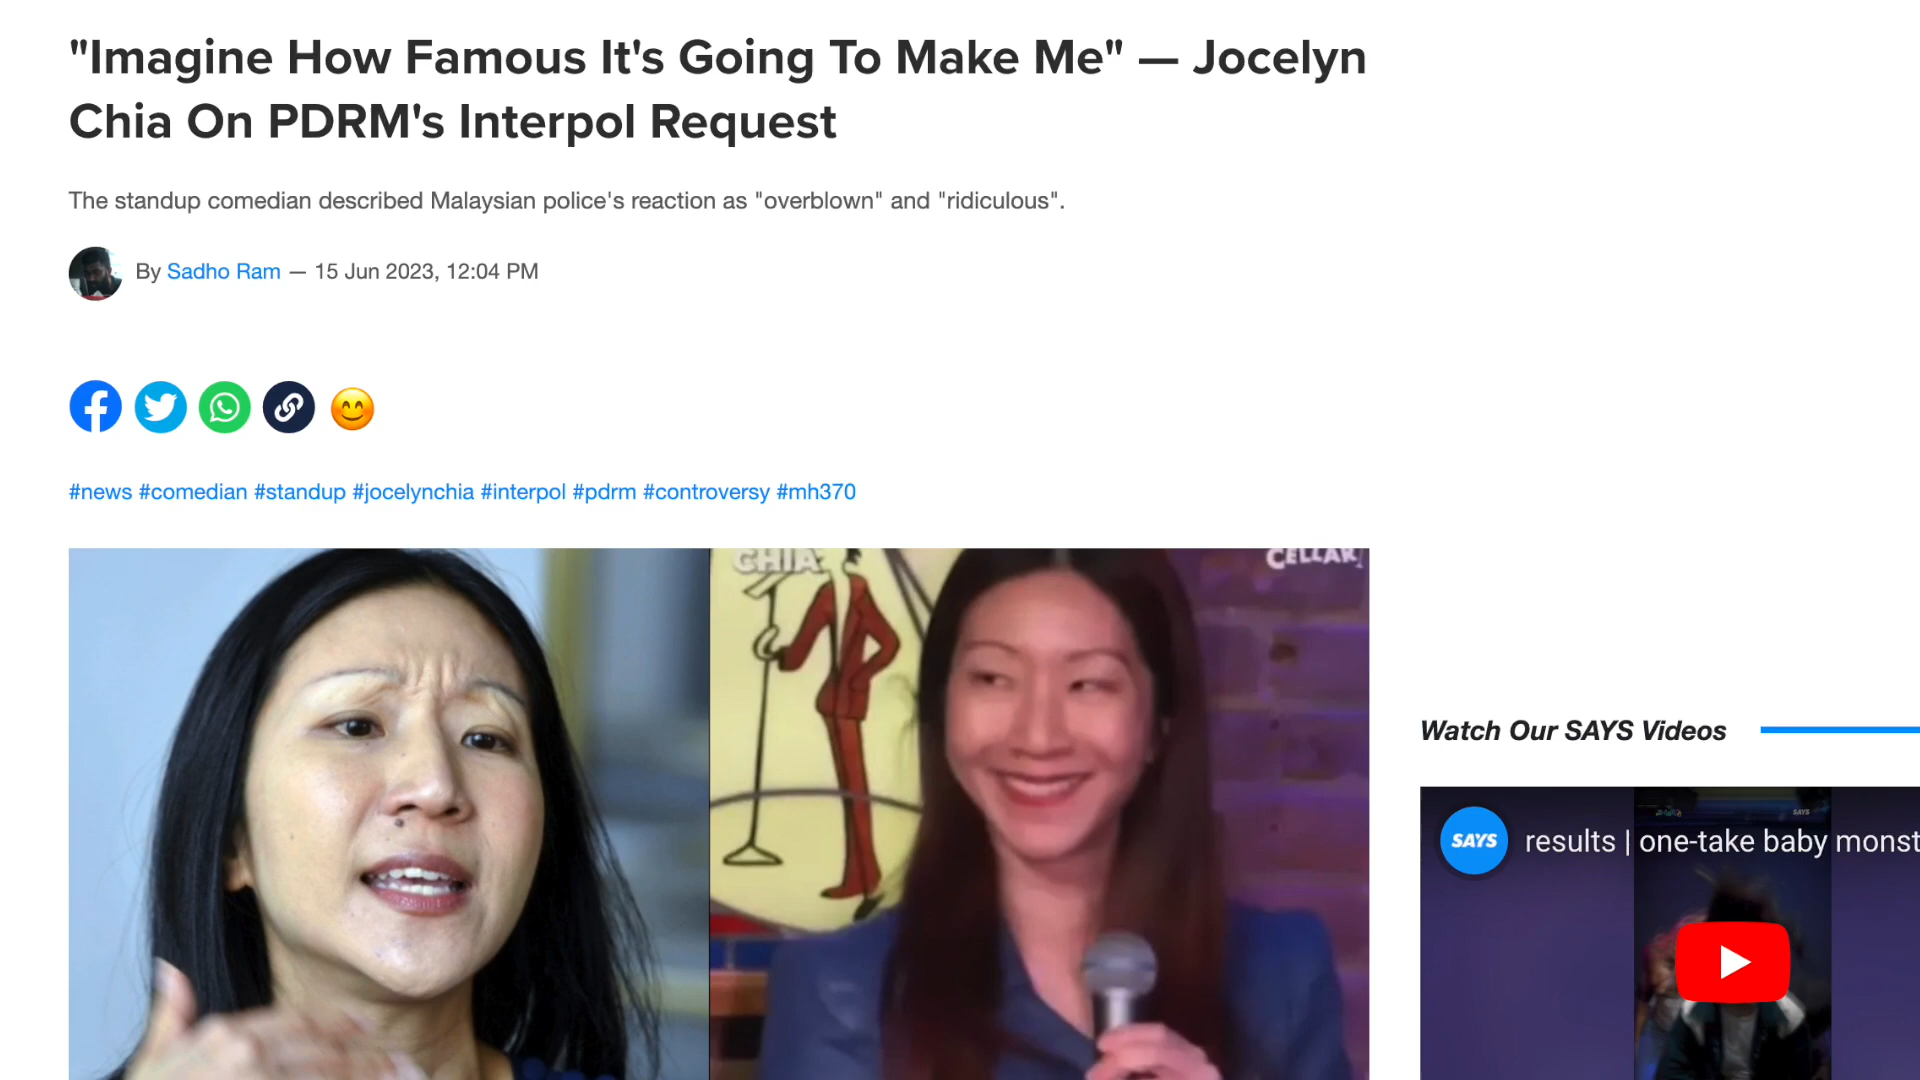 "Imagine How Famous It's Going To Make Me" — Jocelyn
Chia On PDRM's Interpol Request
The standup comedian described Malaysian police's reaction as "overblown" and "ridiculous".
By Sadho Ram — 15 Jun 2023, 12:04 PM
#news #comedian #standup #jocelynchia #interpol #pdrm #controversy #mh370
CHIA
CELLAR
Watch Our SAYS Videos
SAYS
SAYS results | one-take baby monst